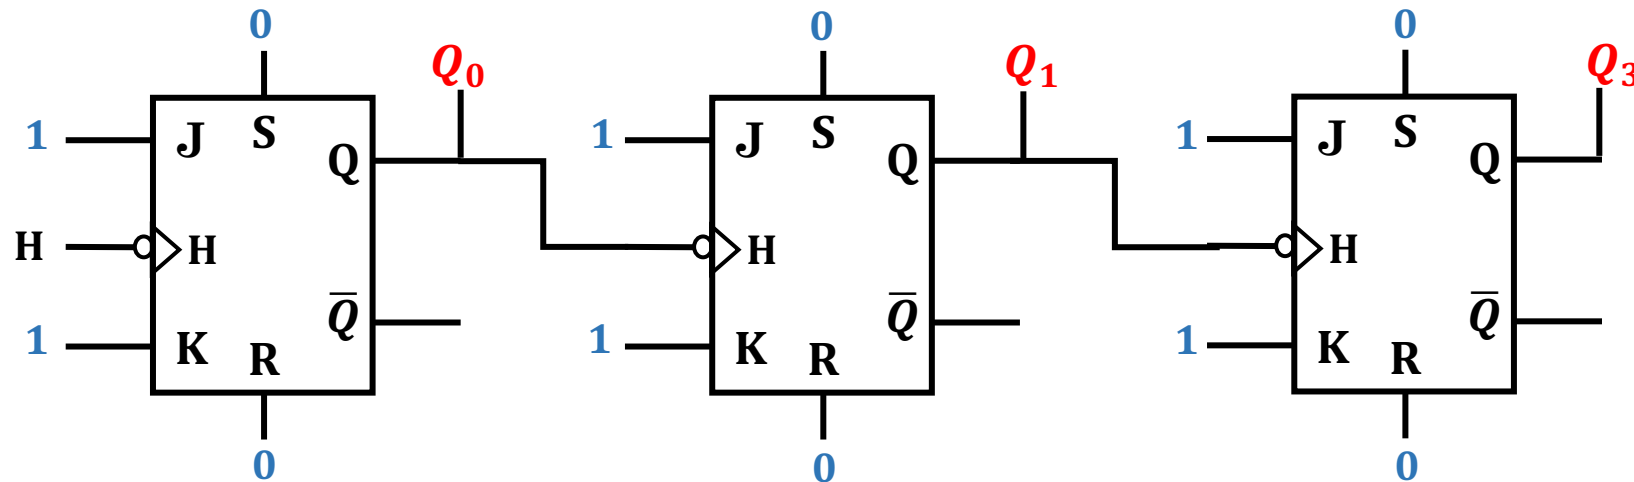 0 0 0
Q0 Q1 Q3
1 J S Q 1 J S Q 1 J S Q
H H H H
1 K R Q̅ 1 K R Q̅ 1 K R Q̅
0 0 0